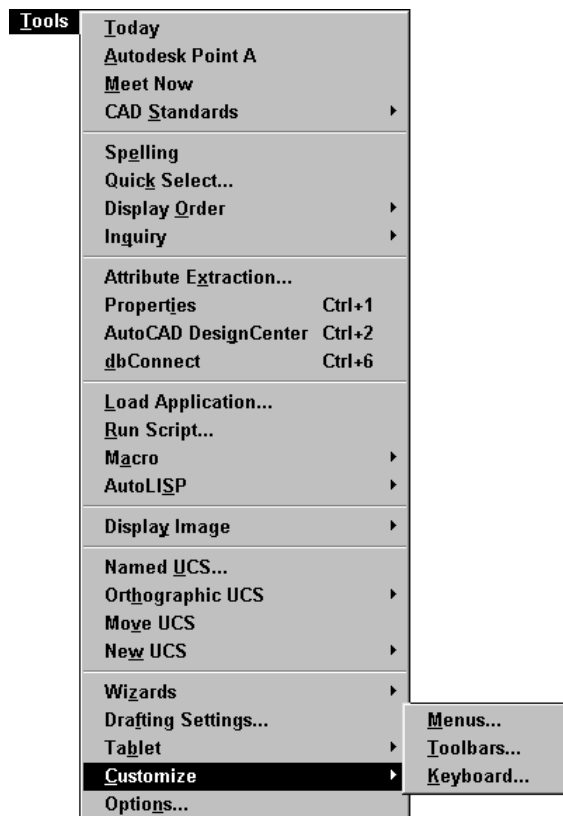 Tools
Today
Autodesk Point A
Meet Now
CAD Standards
Spelling
Quick Select...
Display Order
Inquiry
Attribute Extraction...
Properties Ctrl+1
AutoCAD DesignCenter Ctrl+2
dbConnect Ctrl+6
Load Application...
Run Script...
Macro
AutoLISP
Display Image
Named UCS...
Orthographic UCS
Move UCS
New UCS
Wizards
Drafting Settings...
Tablet
Customize
Options...
Menus...
Toolbars...
Keyboard...